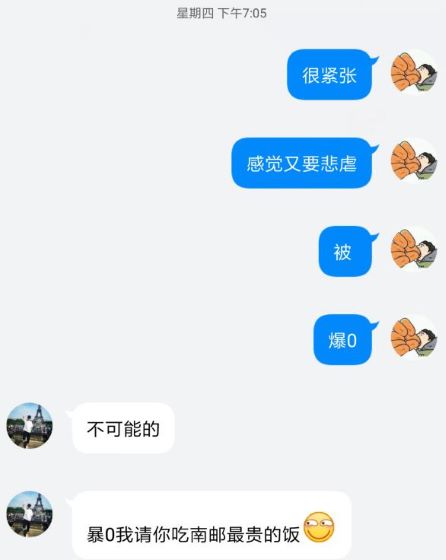 星期四 下午7:05
很紧张
感觉又要悲虐
被
爆0
不可能的
暴0我请你吃南邮最贵的饭